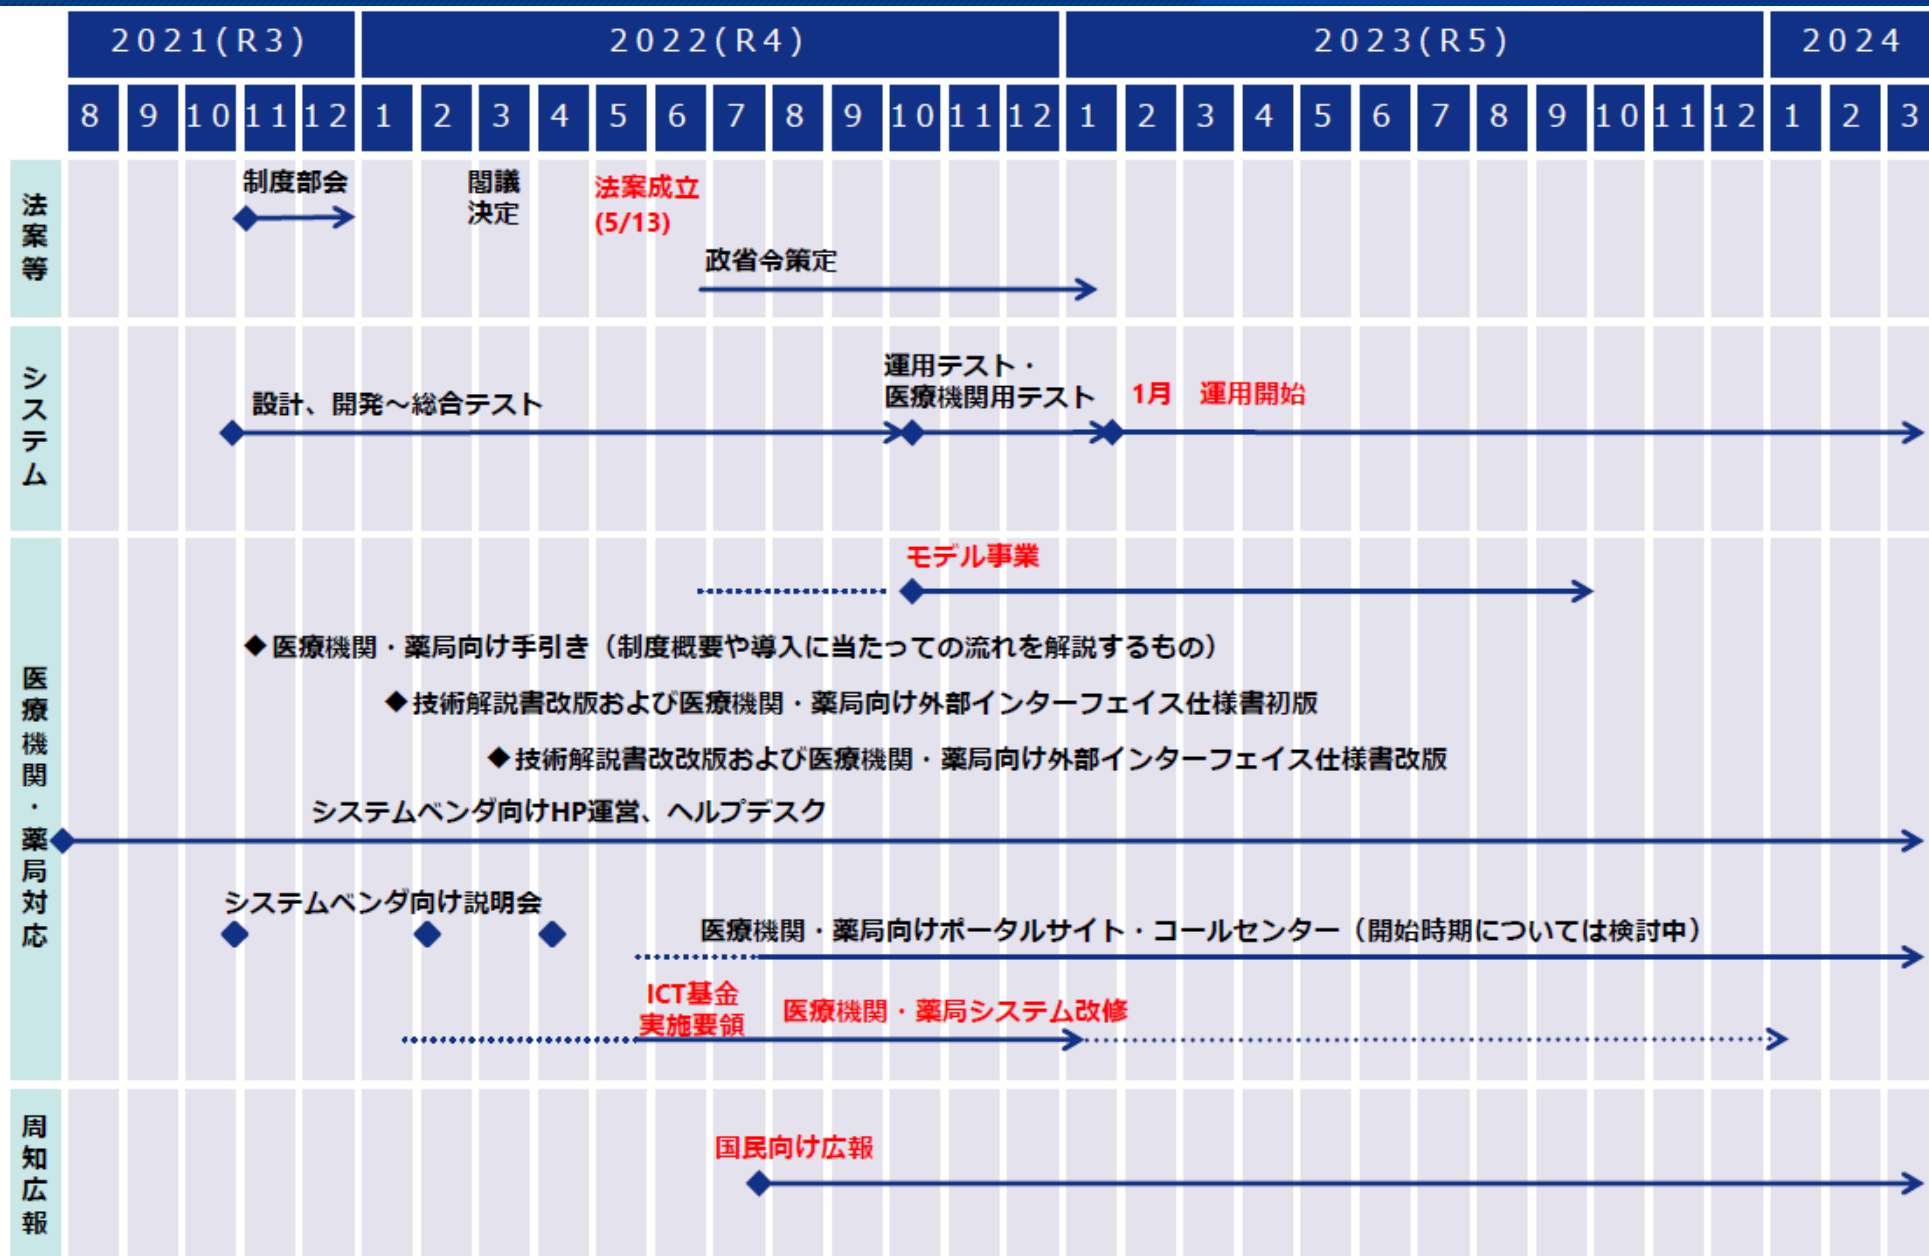 2021(R3) 2022(R4) 2023(R5) 2024
8 9 10 11 12 1 2 3 4 5 6 7 8 9 10 11 12 1 2 3 4 5 6 7 8 9 10 11 12 1 2 3
法案等
制度部会
閣議
決定
法案成立
(5/13)
政省令策定
システム
設計、開発～総合テスト
運用テスト・
医療機関用テスト
1月 運用開始
医療機関・薬局対応
モデル事業
◆医療機関・薬局向け手引き（制度概要や導入に当たっての流れを解説するもの）
◆技術解説書改版および医療機関・薬局向け外部インターフェイス仕様書初版
◆技術解説書改改版および医療機関・薬局向け外部インターフェイス仕様書改版
システムベンダ向けHP運営、ヘルプデスク
システムベンダ向け説明会
医療機関・薬局向けポータルサイト・コールセンター（開始時期については検討中）
ICT基金
実施要領
医療機関・薬局システム改修
周知広報
国民向け広報